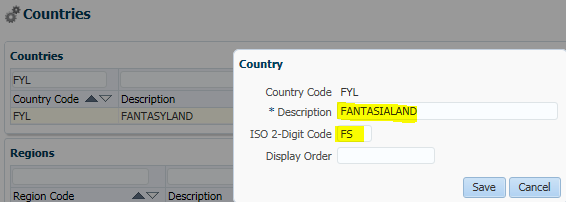 Countries
Countries
FYL
Country Code Description
FYL FANTASYLAND
Regions
Region Code Description
Country
Country Code FYL
* Description FANTASIALAND
ISO 2-Digit Code FS
Display Order
Save Cancel